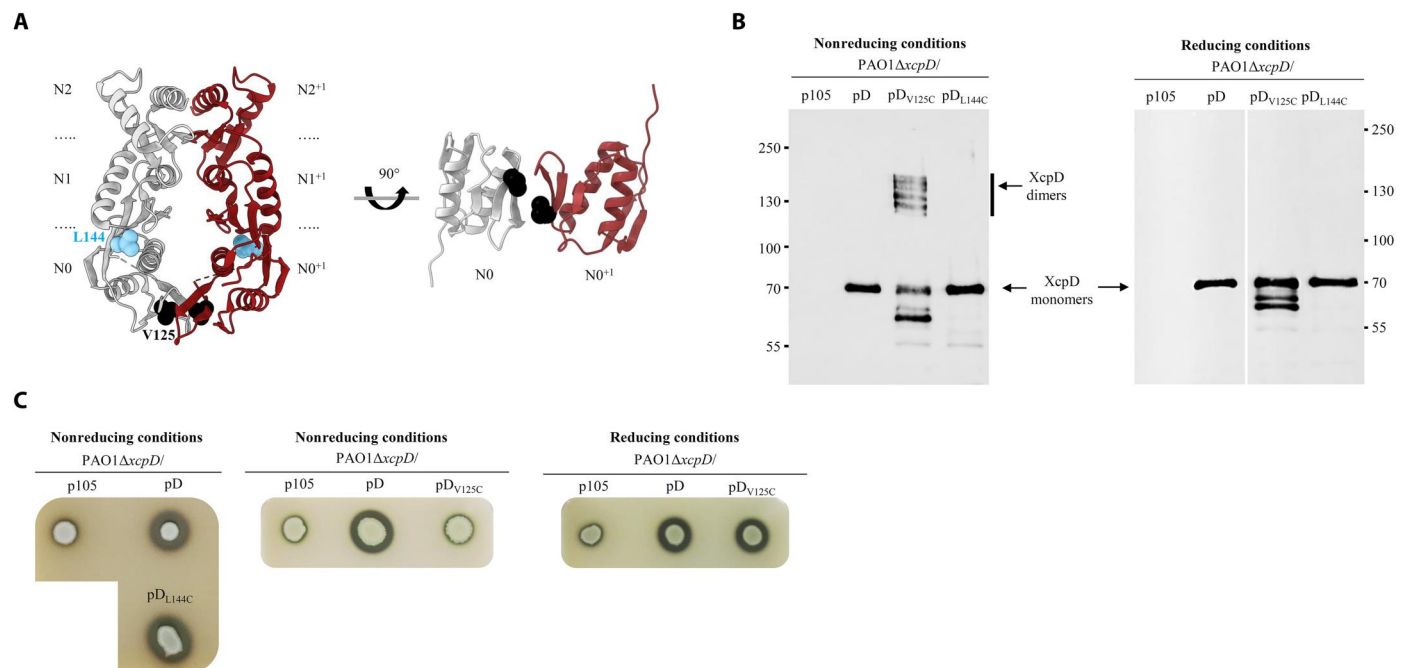 A
N2
N2+1
.....
.....
N1
N1+1
90°
.....
.....
L144
N0
N0+1
V125
N0
N0+1
B
Nonreducing conditions
PAO1ΔxcpD/
p105 pD pDV125C pDL144C
250
130
100
70
55
XcpD
dimers
XcpD
monomers
Reducing conditions
PAO1ΔxcpD/
p105 pD pDV125C pDL144C
250
130
100
70
55
C
Nonreducing conditions
PAO1ΔxcpD/
p105 pD
pDL144C
Nonreducing conditions
PAO1ΔxcpD/
p105 pD pDV125C
Reducing conditions
PAO1ΔxcpD/
p105 pD pDV125C